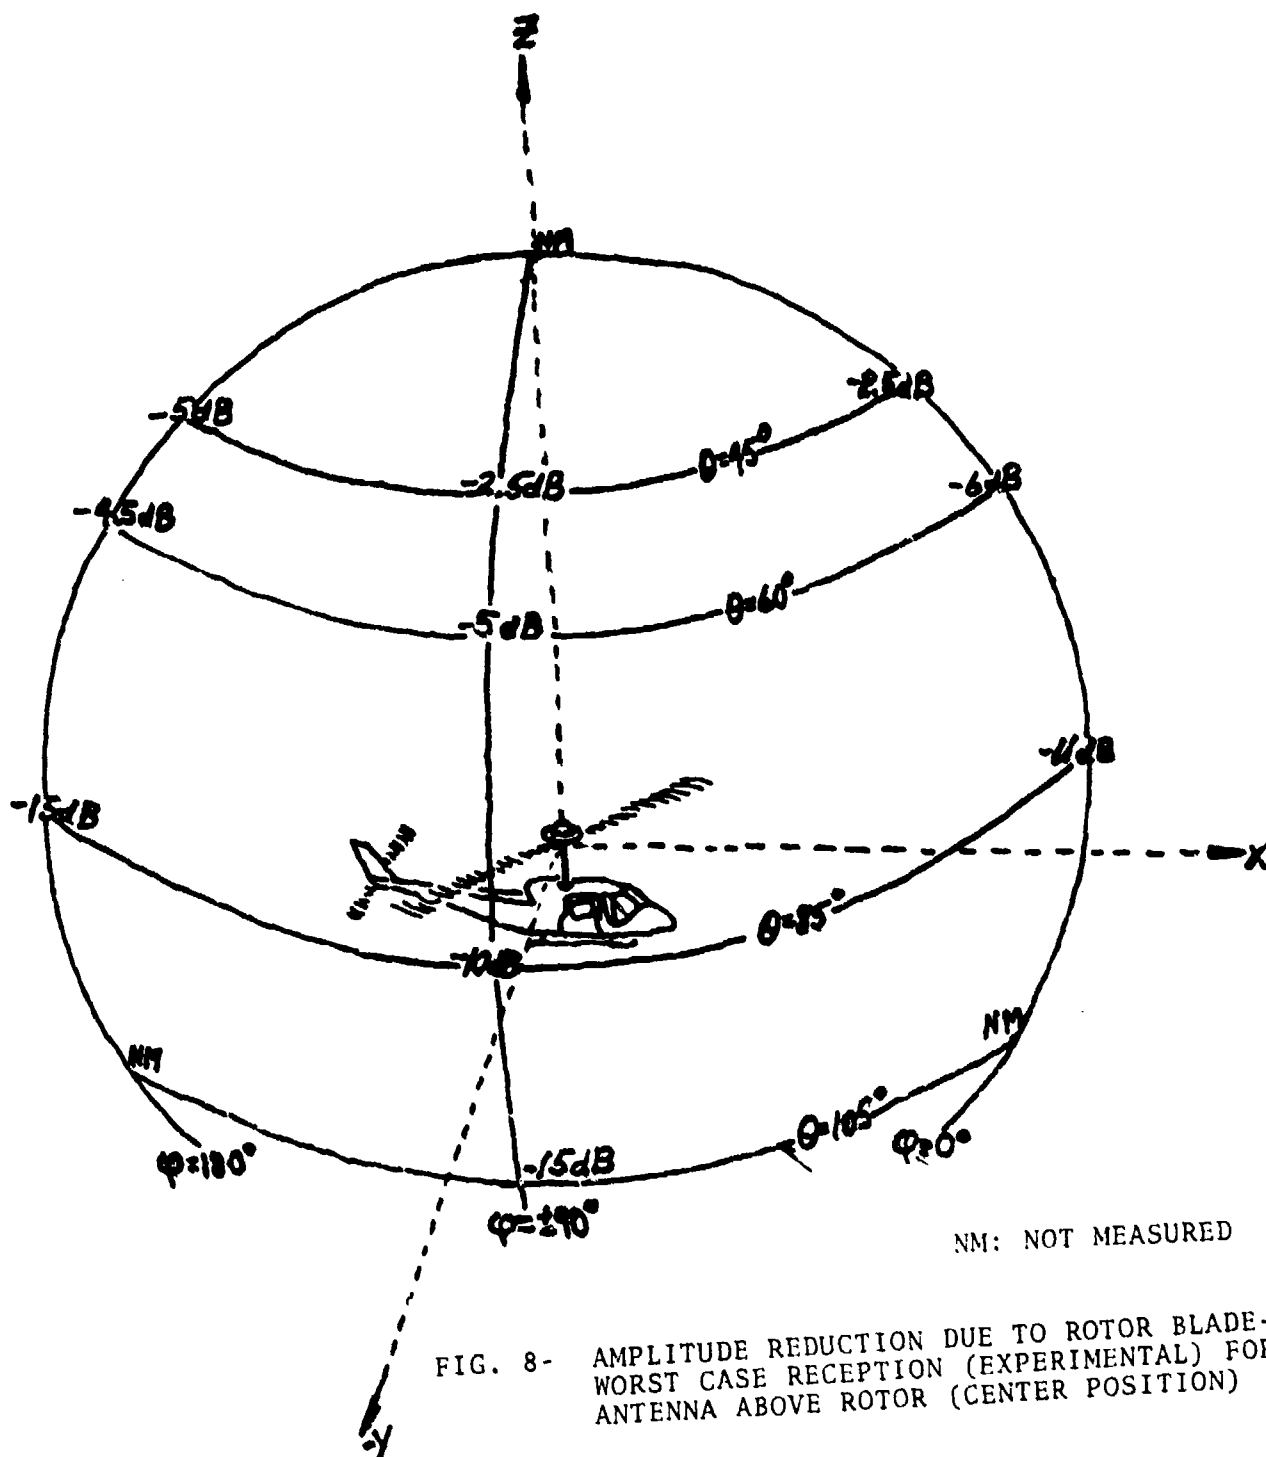 Z
NM
-5dB
-2.5dB
-2.5dB
θ=45°
-4.5dB
-6dB
-5dB
θ=60°
-15dB
-11dB
X
θ=85°
-10dB
NM
NM
θ=105°
φ=180°
-15dB
φ=0°
φ=±90°
NM: NOT MEASURED
FIG. 8- AMPLITUDE REDUCTION DUE TO ROTOR BLADE-
WORST CASE RECEPTION (EXPERIMENTAL) FOR
ANTENNA ABOVE ROTOR (CENTER POSITION)
-Y